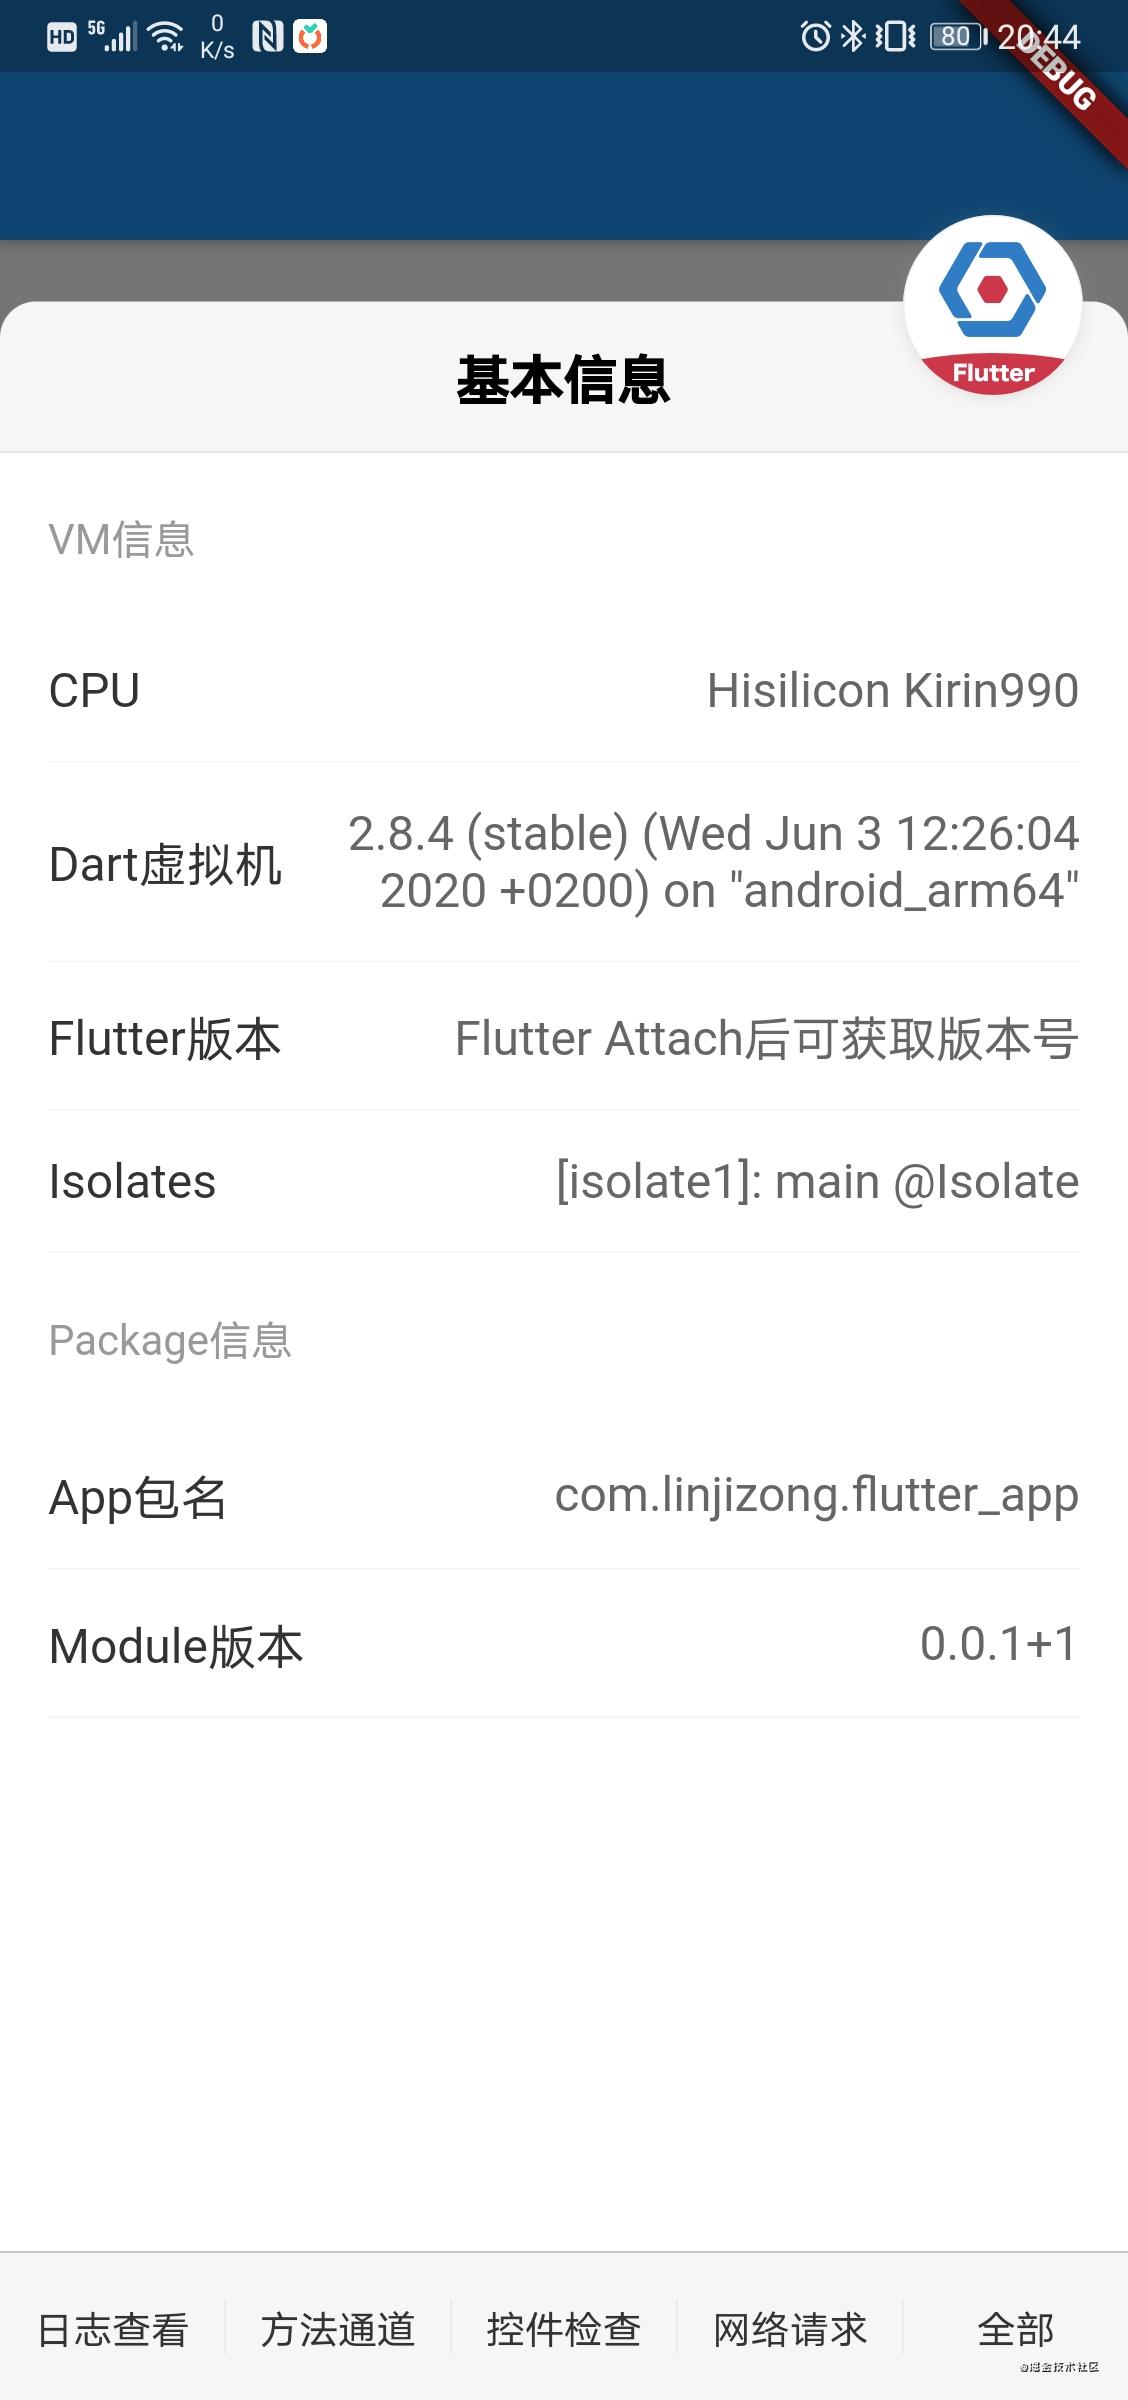 HD 5G 0 K/s 80 20:44
DEBUG
Flutter
基本信息
VM信息
CPU Hisilicon Kirin990
Dart虚拟机 2.8.4 (stable) (Wed Jun 3 12:26:04
2020 +0200) on "android_arm64"
Flutter版本 Flutter Attach后可获取版本号
Isolates [isolate1]: main @Isolate
Package信息
App包名 com.linjizong.flutter_app
Module版本 0.0.1+1
日志查看 方法通道 控件检查 网络请求 全部
@掘金技术社区